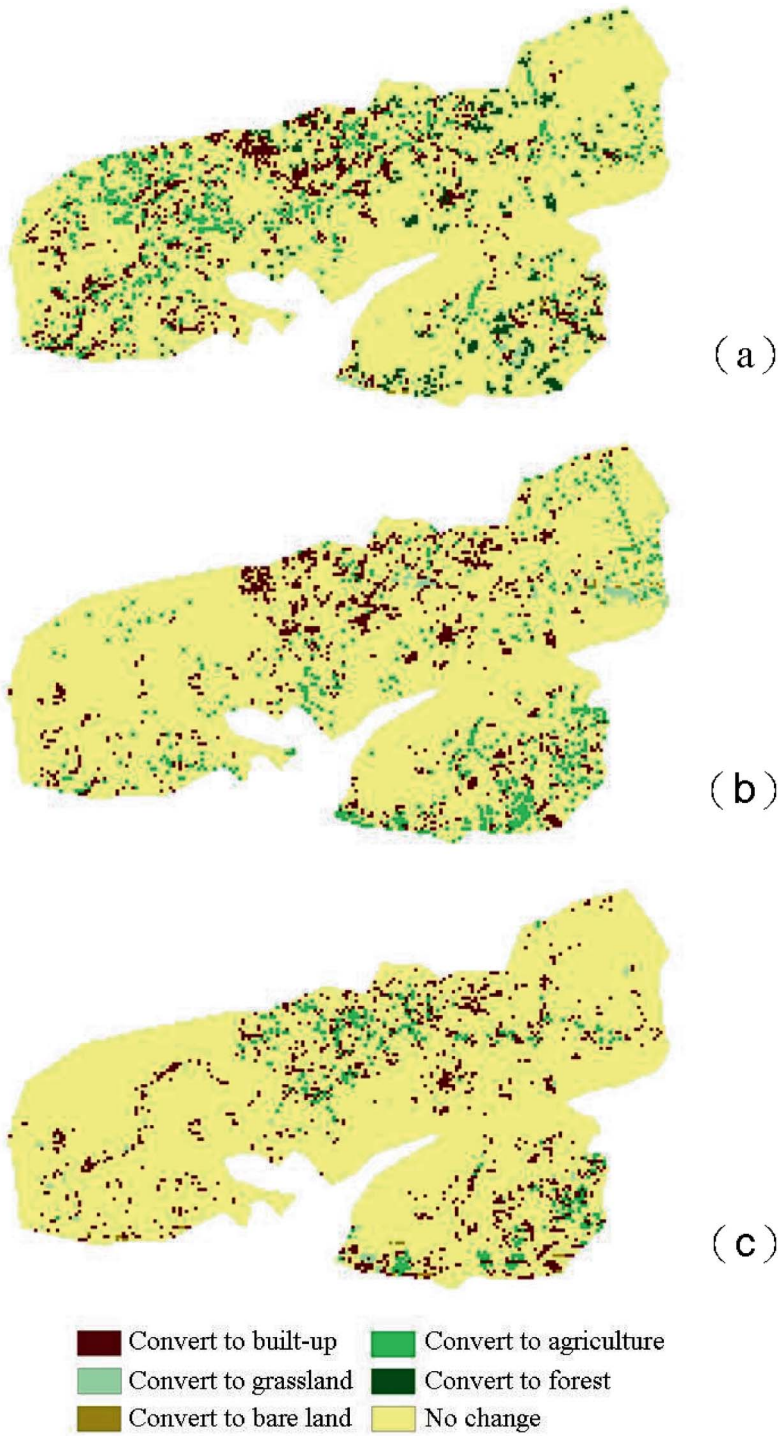 （a）
（b）
（c）
Convert to built-up
Convert to agriculture
Convert to grassland
Convert to forest
Convert to bare land
No change